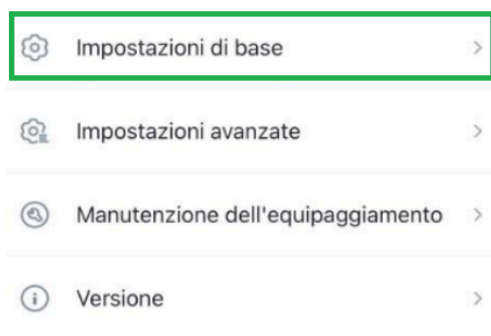 Impostazioni di base
Impostazioni avanzate
Manutenzione dell'equipaggiamento
Versione